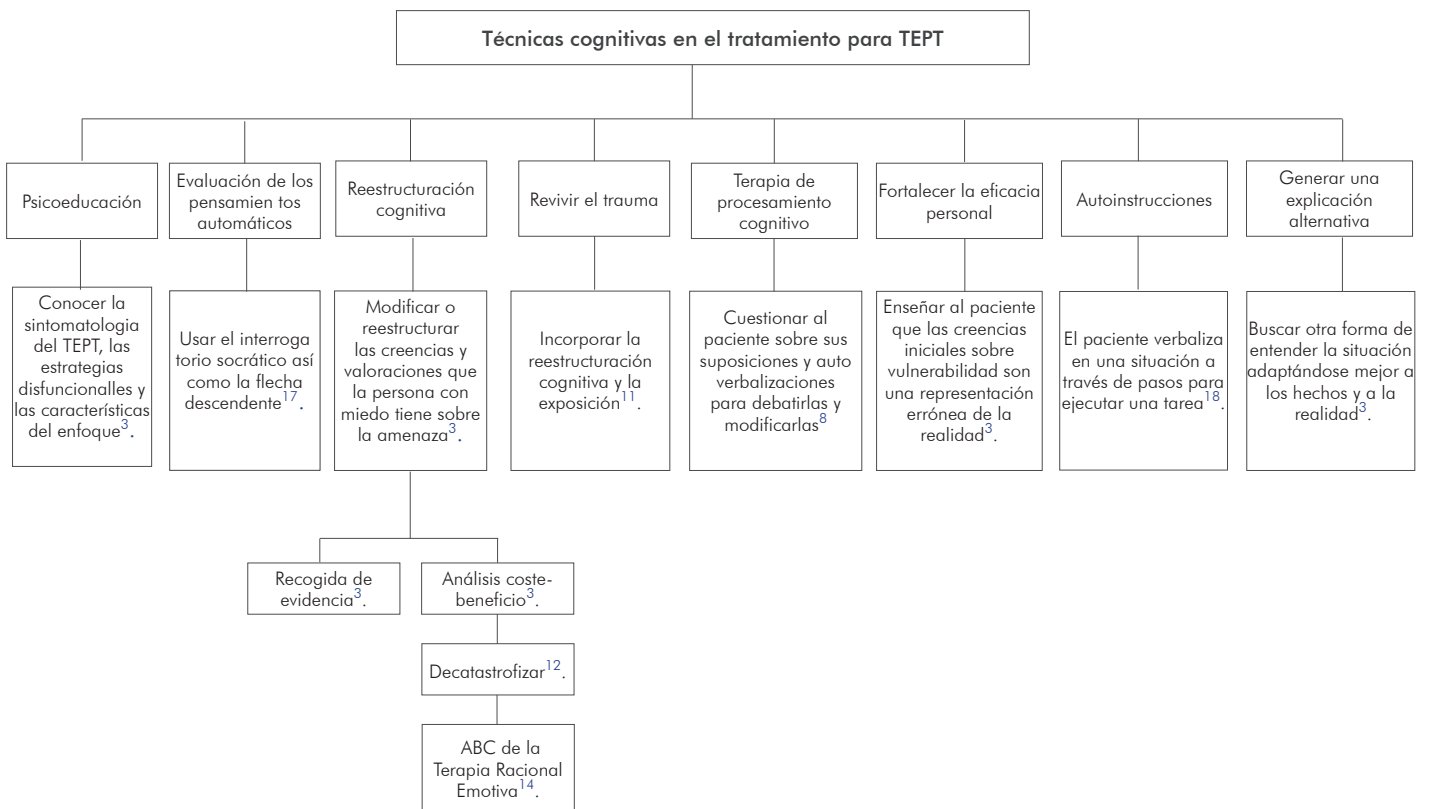 Técnicas cognitivas en el tratamiento para TEPT
Psicoeducación
Evaluación de los
pensamien tos
automáticos
Reestructuración
cognitiva
Revivir el trauma
Terapia de
procesamiento
cognitivo
Fortalecer la eficacia
personal
Autoinstrucciones
Generar una
explicación
alternativa
Conocer la
sintomatologia
del TEPT, las
estrategias
disfuncionalles y
las características
del enfoque3.
Usar el interroga
torio socrático así
como la flecha
descendente17.
Modificar o
reestructurar
las creencias y
valoraciones que
la persona con
miedo tiene sobre
la amenaza3.
Incorporar la
reestructuración
cognitiva y la
exposición11.
Cuestionar al
paciente sobre sus
suposiciones y auto
verbalizaciones
para debatirlas y
modificarlas8
Enseñar al paciente
que las creencias
iniciales sobre
vulnerabilidad son
una representación
errónea de la
realidad3.
El paciente verbaliza
en una situación a
través de pasos para
ejecutar una tarea18.
Buscar otra forma de
entender la situación
adaptándose mejor a
los hechos y a la
realidad3.
Recogida de
evidencia3.
Análisis coste-
beneficio3.
Decatastrofizar12.
ABC de la
Terapia Racional
Emotiva14.